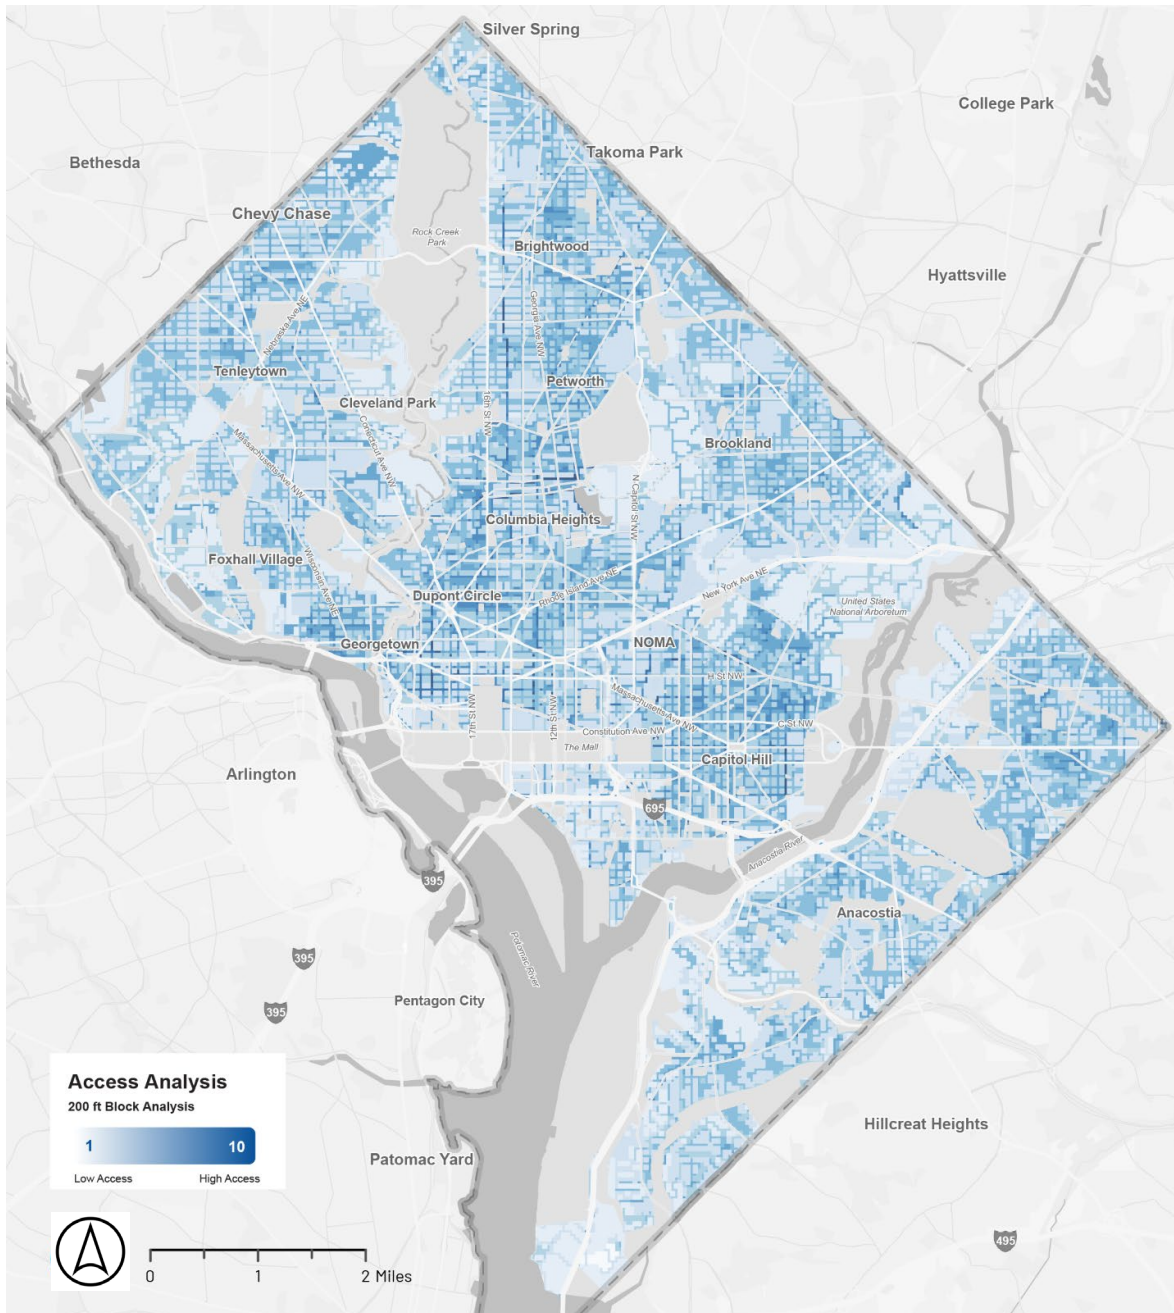 Silver Spring
College Park
Bethesda
Takoma Park
Chevy Chase
Rock Creek
Park
Brightwood
Hyattsville
Georgia Ave NW
Nebraska Ave NE
Tenleytown
Petworth
16th St NW
Cleveland Park
Connecticut Ave NW
Massachusetts Ave NW
Brookland
N Capitol St NW
Columbia Heights
Foxhall Village
Wisconsin Ave NE
Dupont Circle
Rhode Island Ave NE
New York Ave NE
United States
National Arboretum
Georgetown
NOMA
H St NW
Massachusetts Ave NW
17th St NW
12th St NW
C St NW
Constitution Ave NW
The Mall
Capitol Hill
Arlington
695
Anacostia River
395
Anacostia
Potomac River
395
Pentagon City
395
Access Analysis
200 ft Block Analysis
1
10
Low Access
High Access
Hillcreat Heights
Patomac Yard
495
0
1
2 Miles